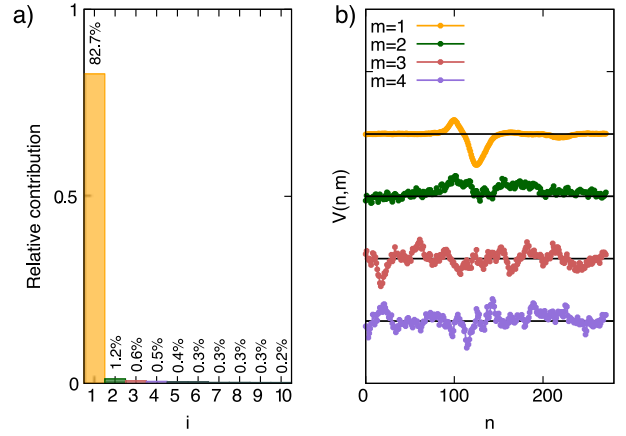 a)
1
0.5
0
Relative contribution
82.7%
1.2%
0.6%
0.5%
0.4%
0.3%
0.3%
0.3%
0.3%
0.2%
1 2 3 4 5 6 7 8 9 10
i
b)
m=1
m=2
m=3
m=4
V(n,m)
0 100 200
n